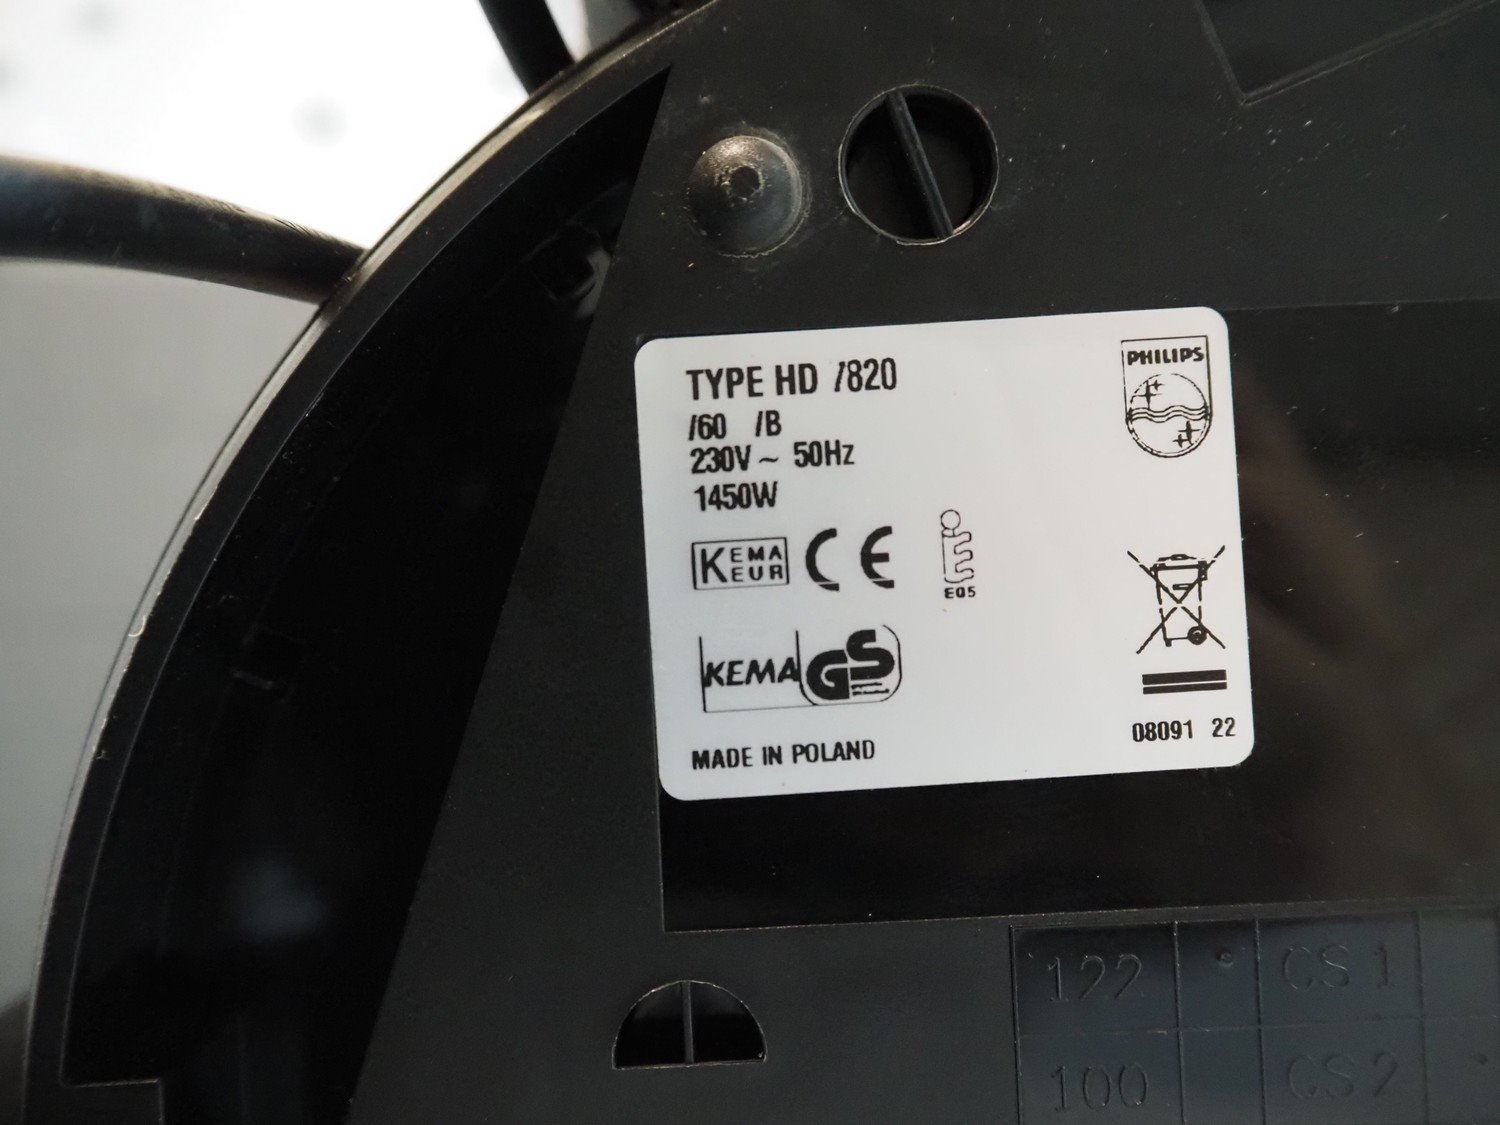 TYPE HD /820
/60 /B
230V ~ 50Hz
1450W
PHILIPS
KEMA
KEUR
CE
E05
KEMA
GS
MADE IN POLAND
08091 22
122 CS 1
100 CS 2